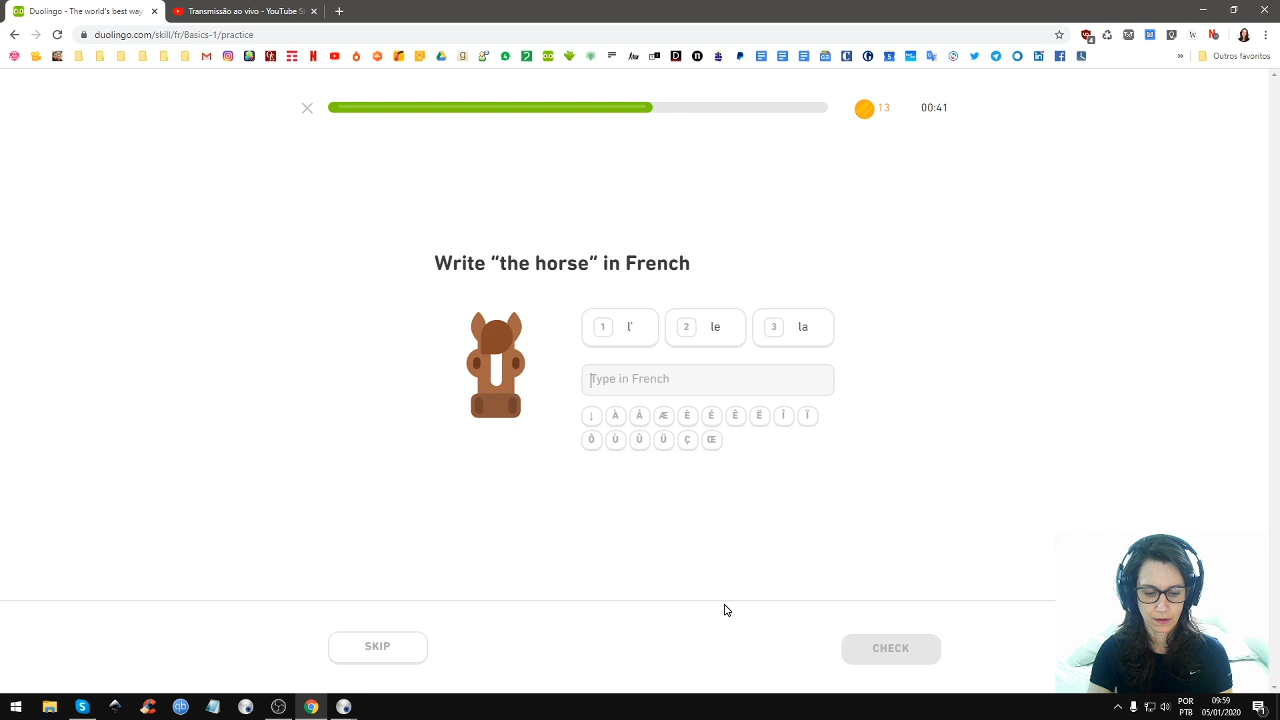 Duolingo - The world's best way
Transmissão ao vivo - YouTube S
duolingo.com/skill/fr/Basics-1/practice
Outros favoritos
13
00:41
Write “the horse” in French
1 l'
2 le
3 la
Type in French
↓ À Â Æ È É Ê Ë Î Ï
Ô Ù Û Ü Ç Œ
SKIP
CHECK
POR
PTB
09:59
05/01/2020